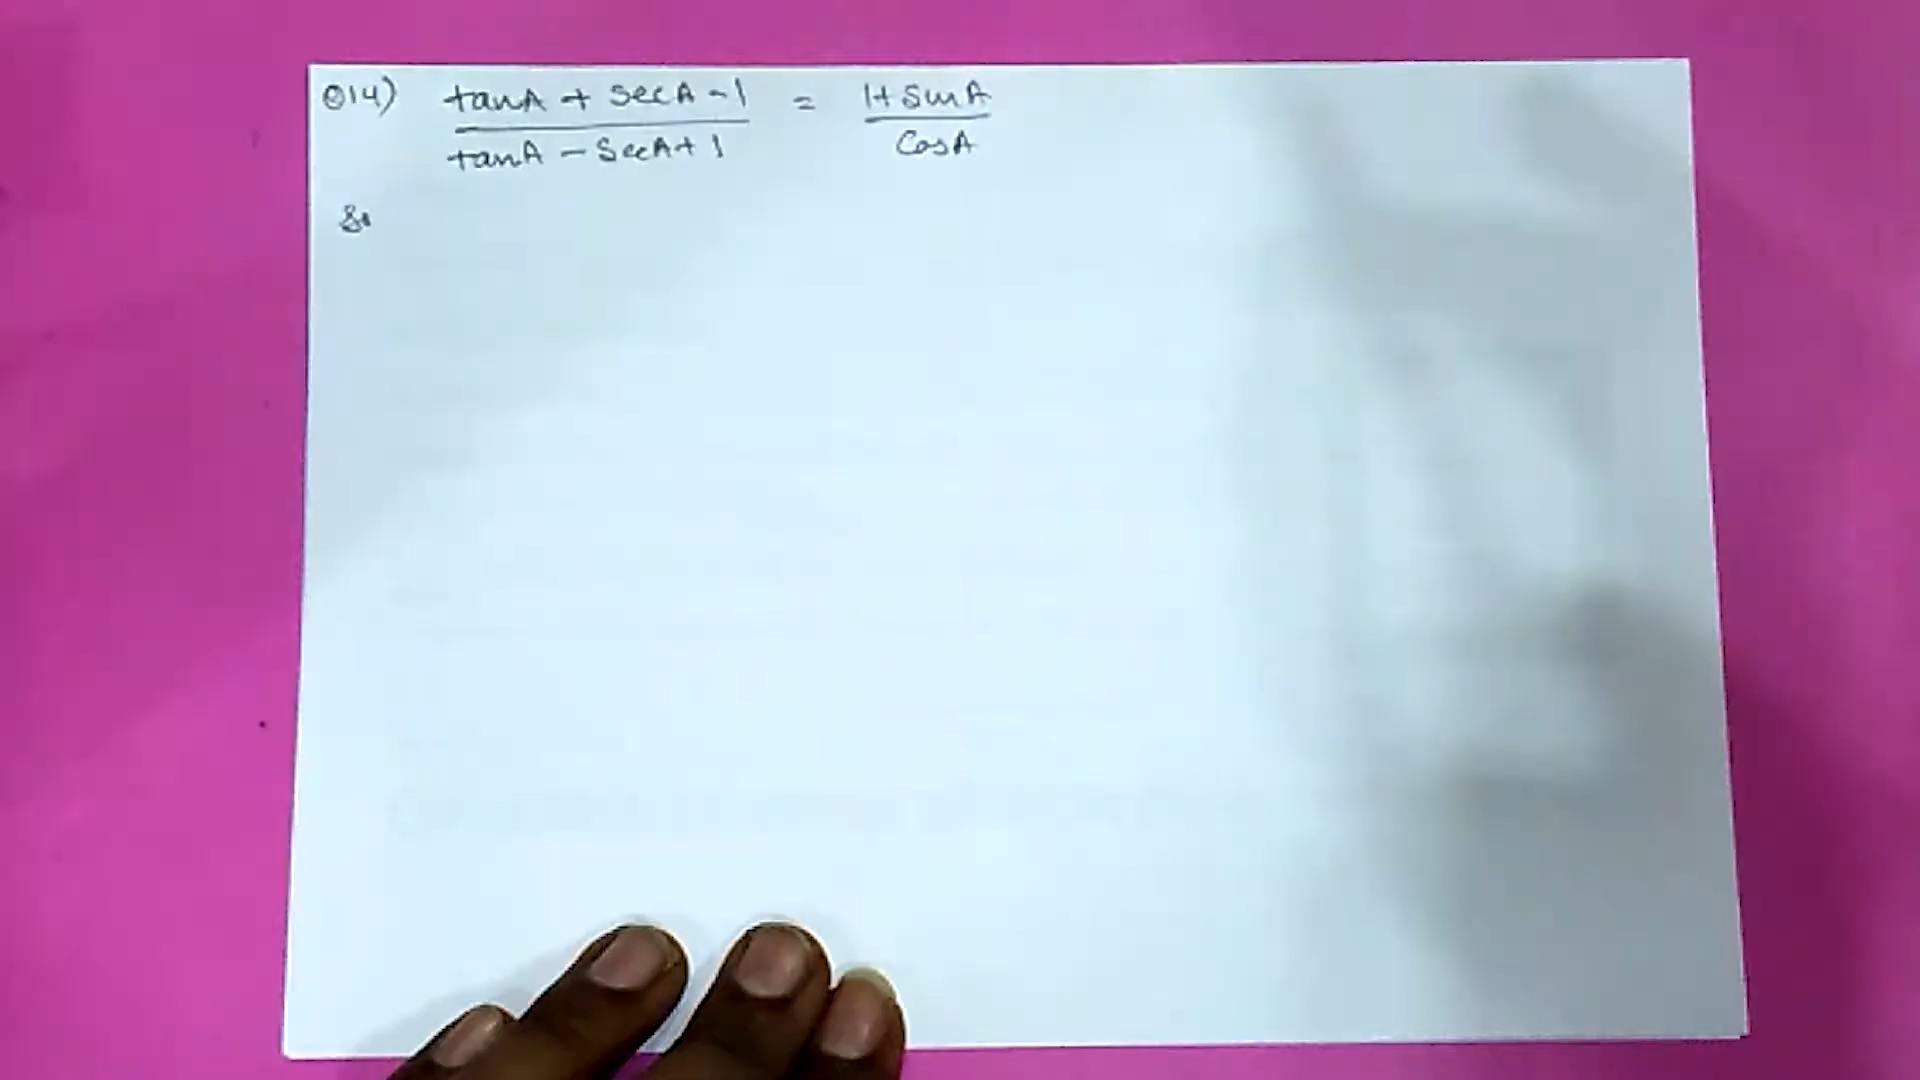 Q14) tanA + secA - 1 = 1 + sinA
tanA - secA + 1 cosA